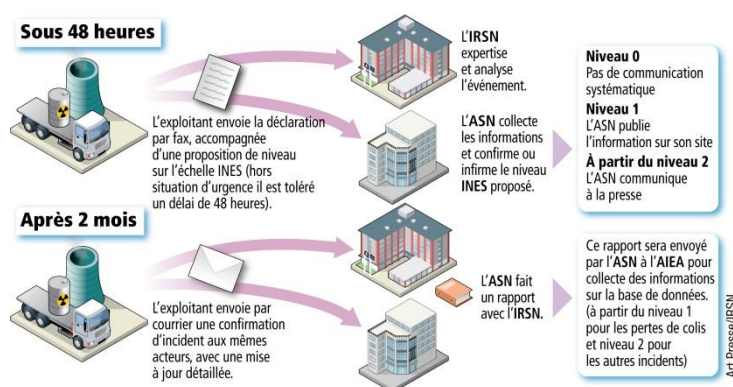 Sous 48 heures
L'exploitant envoie la déclaration
par fax, accompagnée
d'une proposition de niveau
sur l'échelle INES (hors
situation d'urgence il est toléré
un délai de 48 heures).
L'IRSN
expertise
et analyse
l'événement.
L'ASN collecte
les informations
et confirme ou
infirme le niveau
INES proposé.
Niveau 0
Pas de communication
systématique
Niveau 1
L'ASN publie
l'information sur son site
À partir du niveau 2
L'ASN communique
à la presse
Après 2 mois
L'exploitant envoie par
courrier une confirmation
d'incident aux mêmes
acteurs, avec une mise
à jour détaillée.
L'ASN fait
un rapport
avec l'IRSN.
Ce rapport sera envoyé
par l'ASN à l'AIEA pour
collecte des informations
sur la base de données.
(à partir du niveau 1
pour les pertes de colis
et niveau 2 pour
les autres incidents)
Art Presse/IRSN